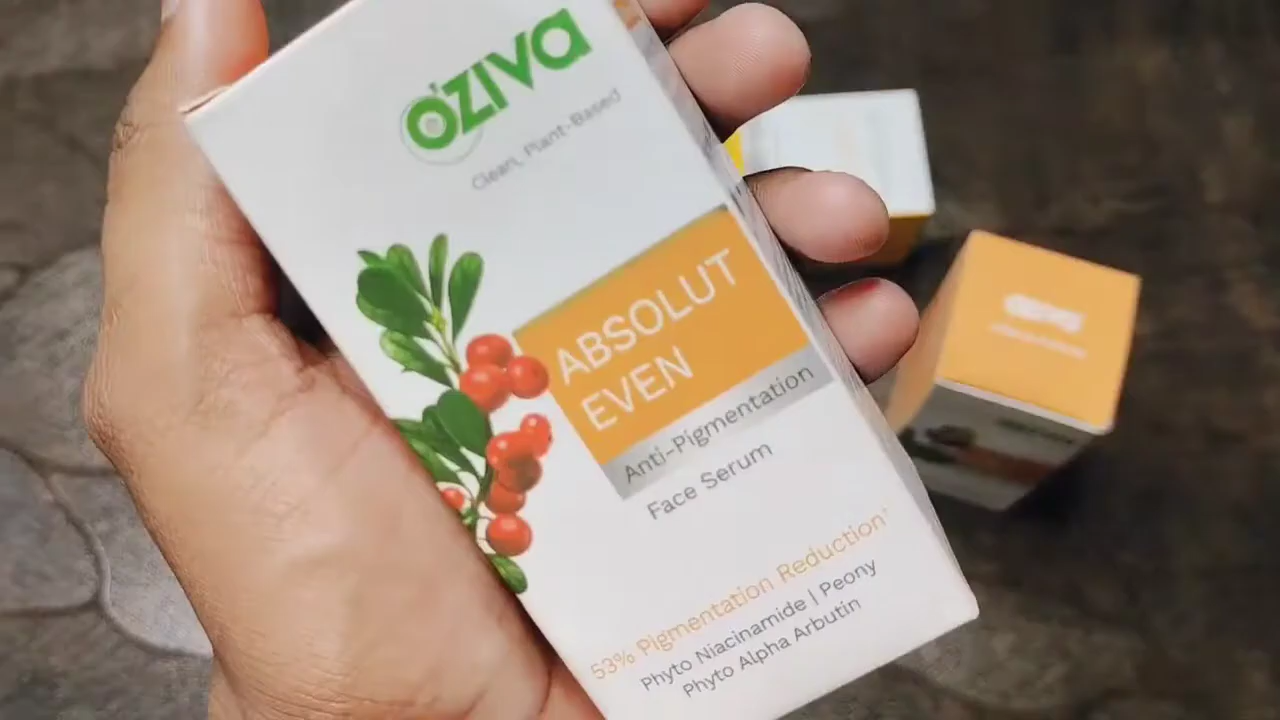 OZIVA
Clean, Plant-Based
ABSOLUT
EVEN
Anti-Pigmentation
Face Serum
53% Pigmentation Reduction*
Phyto Niacinamide | Peony
Phyto Alpha Arbutin